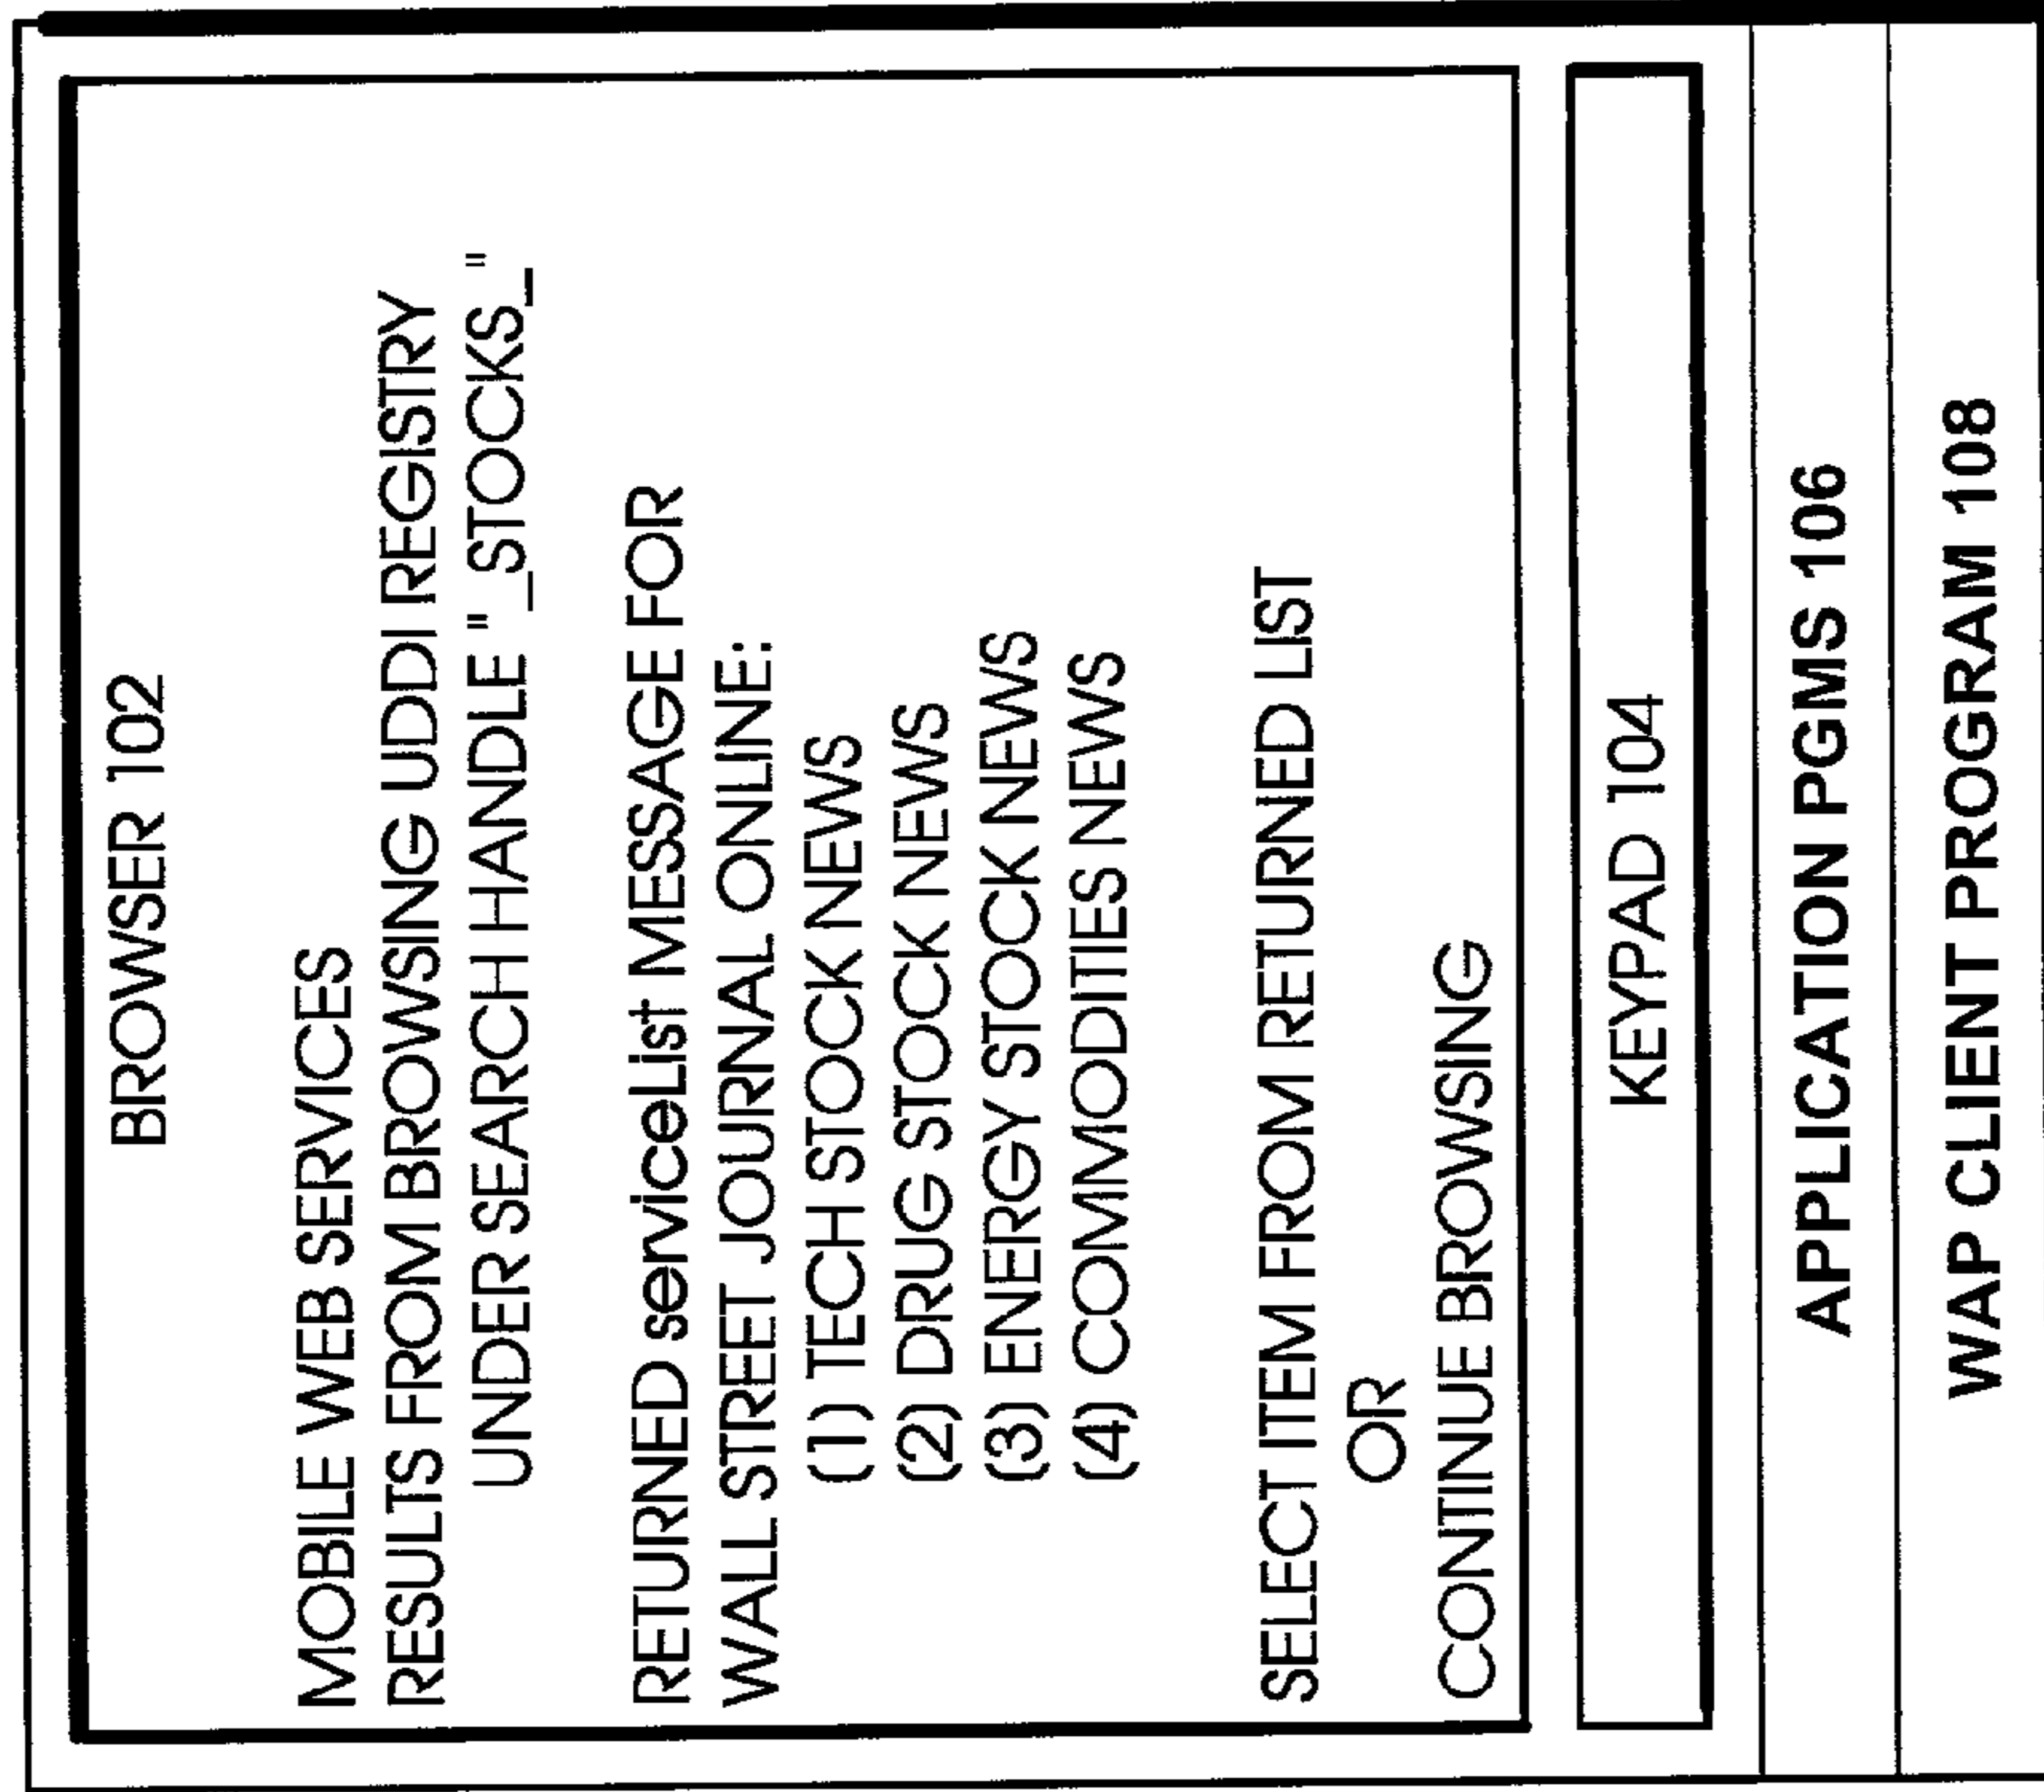 BROWSER 102
MOBILE WEB SERVICES
RESULTS FROM BROWSING UDDI REGISTRY
UNDER SEARCH HANDLE "_STOCKS_"
RETURNED serviceList MESSAGE FOR
WALL STREET JOURNAL ONLINE:
(1) TECH STOCK NEWS
(2) DRUG STOCK NEWS
(3) ENERGY STOCK NEWS
(4) COMMODITIES NEWS
SELECT ITEM FROM RETURNED LIST
OR
CONTINUE BROWSING
KEYPAD 104
APPLICATION PGMS 106
WAP CLIENT PROGRAM 108